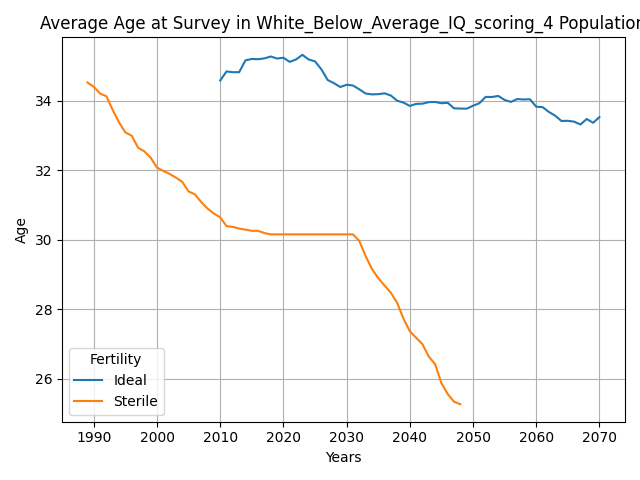 Average Age at Survey in White_Below_Average_IQ_scoring_4 Population
Age
34
32
30
28
26
Fertility
Ideal
Sterile
1990 2000 2010 2020 2030 2040 2050 2060 2070
Years